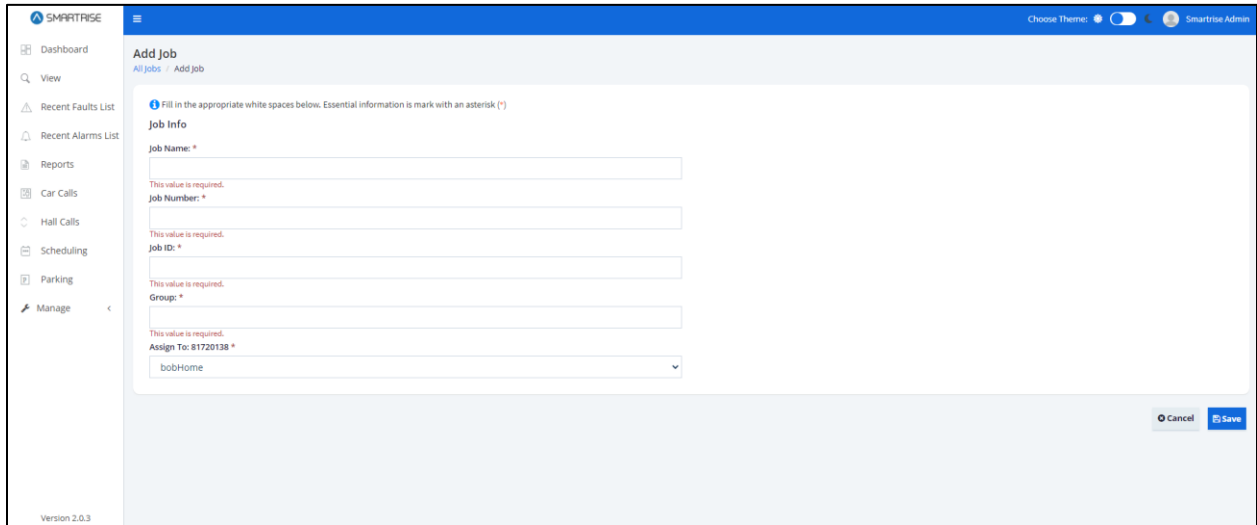 SMARTRISE
Choose Theme:
Smartrise Admin
Dashboard
View
Recent Faults List
Recent Alarms List
Reports
Car Calls
Hall Calls
Scheduling
Parking
Manage
Version 2.0.3
Add Job
All Jobs / Add Job
Fill in the appropriate white spaces below. Essential information is mark with an asterisk (*)
Job Info
Job Name: *
This value is required.
Job Number: *
This value is required.
Job ID: *
This value is required.
Group: *
This value is required.
Assign To: 81720138 *
bobHome
Cancel
Save